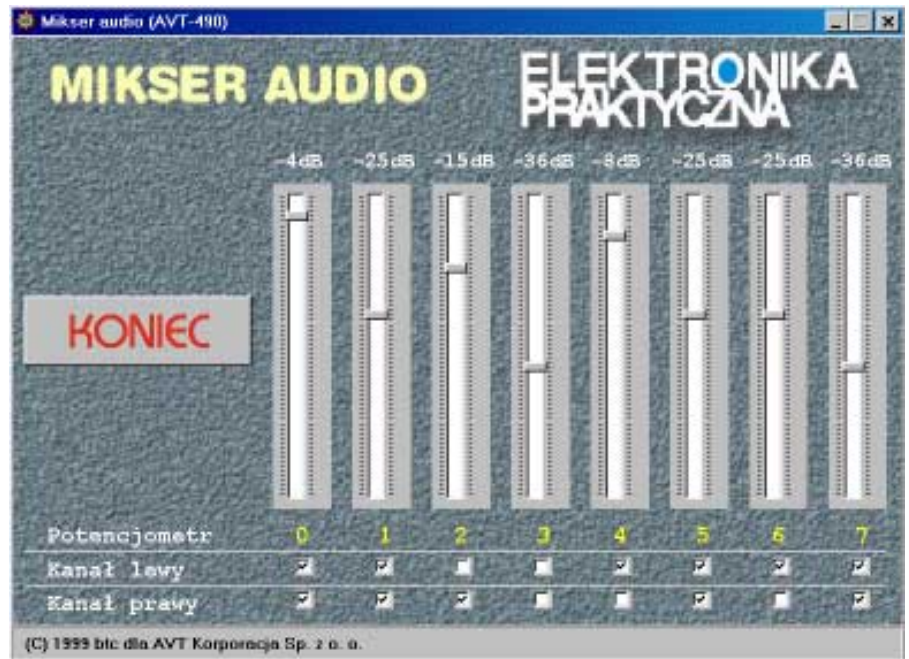 Mikser audio (AVT-490)
MIKSER AUDIO
ELEKTRONIKA
PRAKTYCZNA
-4dB -25dB -15dB -36dB -8dB -25dB -25dB -36dB
KONIEC
Potencjometr 0 1 2 3 4 5 6 7
Kanał lewy
Kanał prawy
(C) 1999 btc dla AVT Korporacja Sp. z o. o.